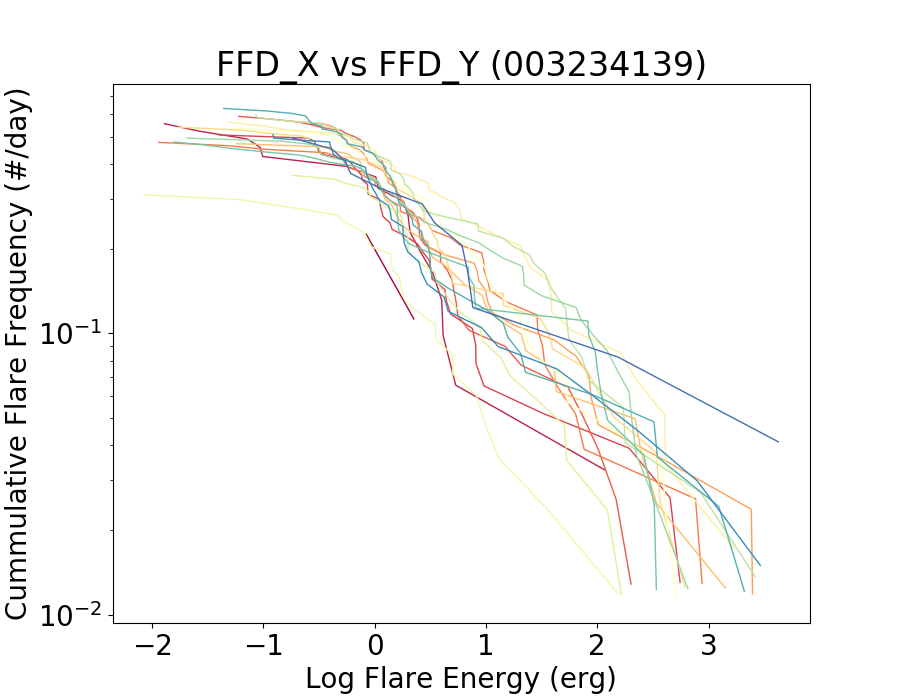 FFD_X vs FFD_Y (003234139)
Cummulative Flare Frequency (#/day)
10⁻¹
10⁻²
−2 −1 0 1 2 3
Log Flare Energy (erg)